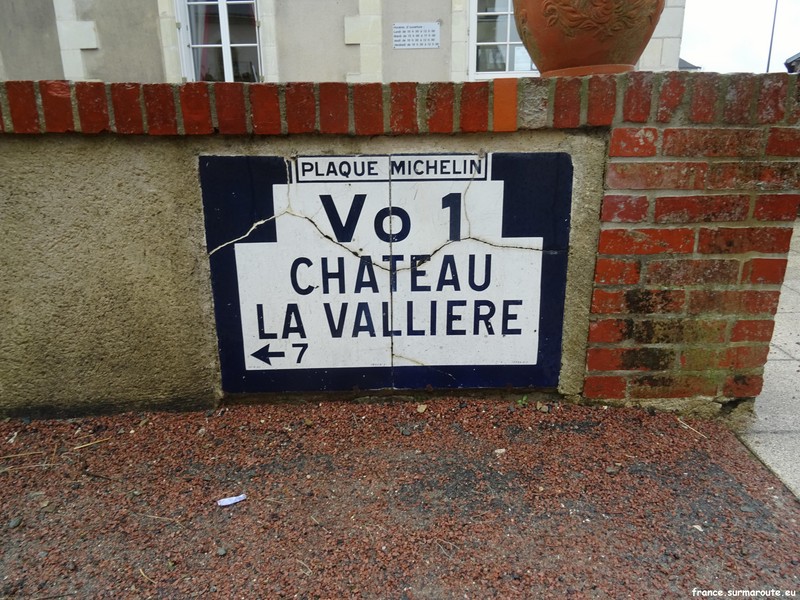 PLAQUE MICHELIN
Vo 1
CHATEAU
LA VALLIERE
← 7
france.surmaroute.eu